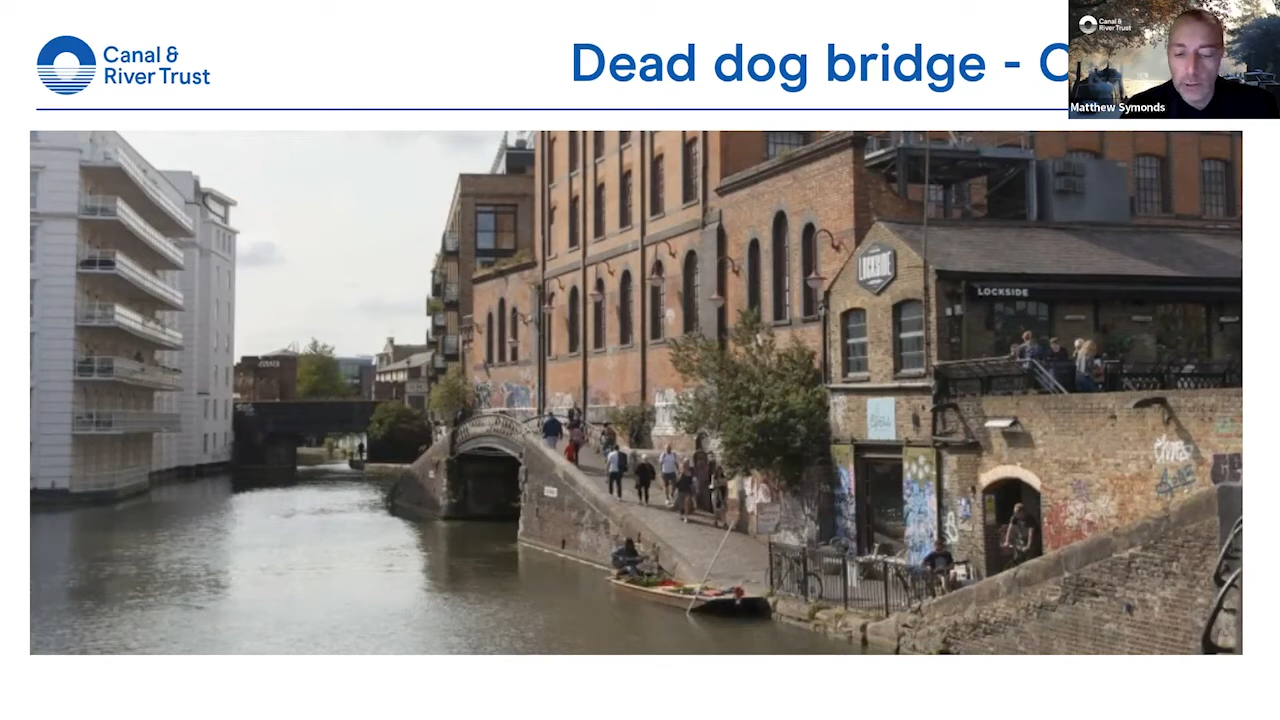 Canal &
River Trust
Dead dog bridge - C
Canal &
River Trust
Matthew Symonds
LOCKSIDE
LOCKSIDE